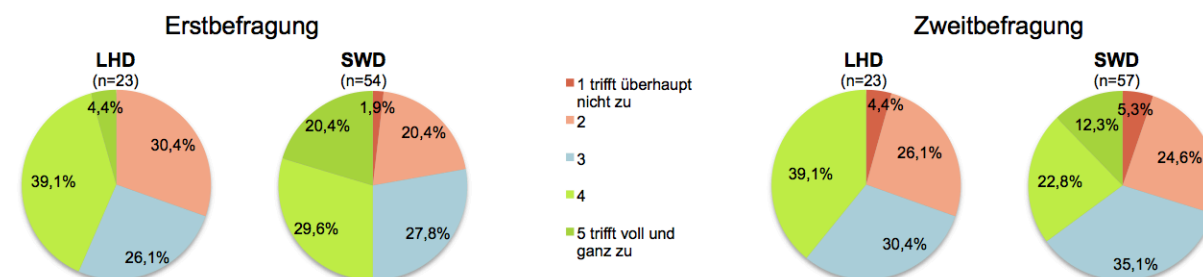 Erstbefragung
Zweitbefragung
LHD
(n=23)
SWD
(n=54)
4,4%
30,4%
39,1%
26,1%
1,9%
20,4%
20,4%
29,6%
27,8%
1 trifft überhaupt
nicht zu
2
3
4
5 trifft voll und
ganz zu
LHD
(n=23)
SWD
(n=57)
4,4%
26,1%
39,1%
30,4%
5,3%
12,3%
24,6%
22,8%
35,1%